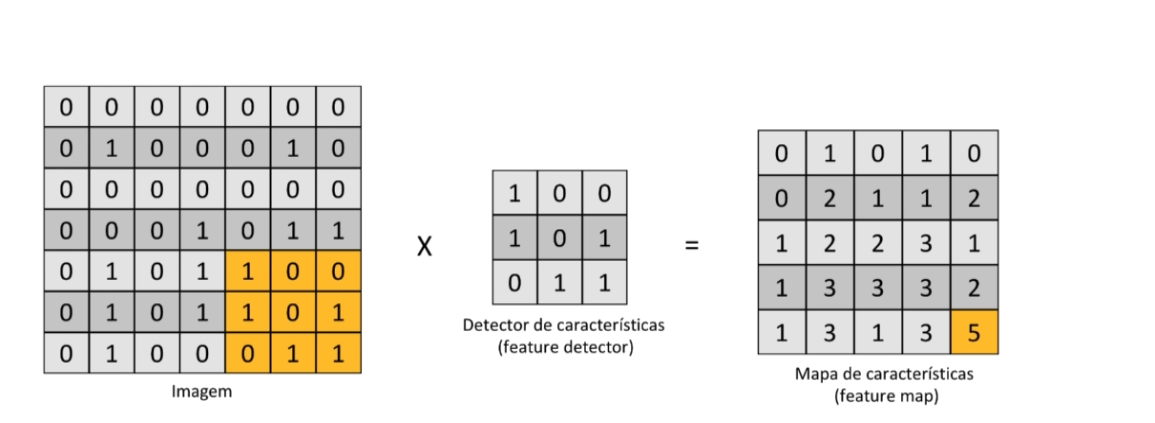 0 0 0 0 0 0 0
0 1 0 0 0 1 0
0 0 0 0 0 0 0
0 0 0 1 0 1 1
0 1 0 1 1 0 0
0 1 0 1 1 0 1
0 1 0 0 0 1 1
Imagem
X
1 0 0
1 0 1
0 1 1
Detector de características
(feature detector)
=
0 1 0 1 0
0 2 1 1 2
1 2 2 3 1
1 3 3 3 2
1 3 1 3 5
Mapa de características
(feature map)